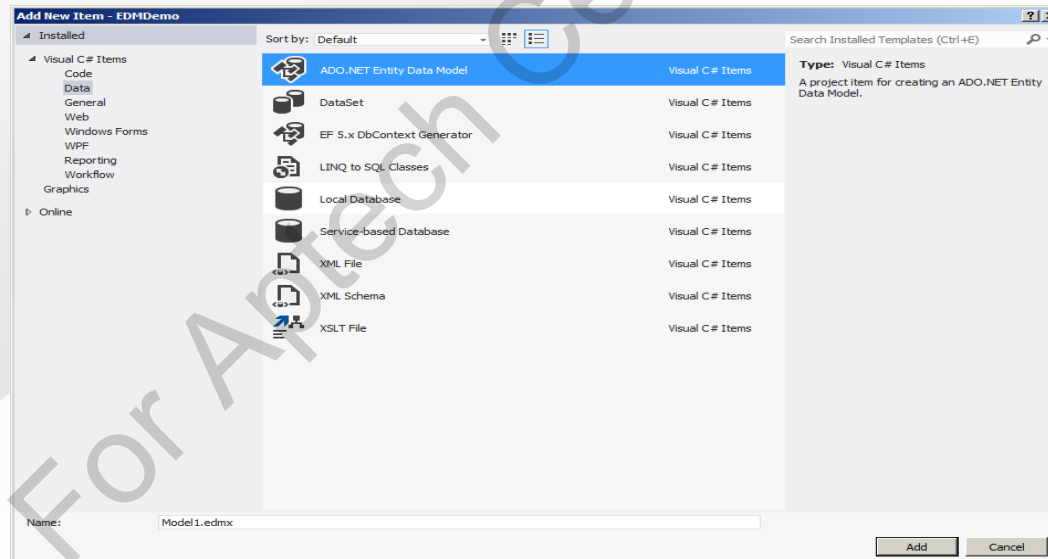 Add New Item - EDMDemo
Installed
Sort by: Default
Search Installed Templates (Ctrl+E)
Visual C# Items
Code
Data
General
Web
Windows Forms
WPF
Reporting
Workflow
Graphics
Online
ADO.NET Entity Data Model Visual C# Items
DataSet Visual C# Items
EF 5.x DbContext Generator Visual C# Items
LINQ to SQL Classes Visual C# Items
Local Database Visual C# Items
Service-based Database Visual C# Items
XML File Visual C# Items
XML Schema Visual C# Items
XSLT File Visual C# Items
Type: Visual C# Items
A project item for creating an ADO.NET Entity
Data Model.
Name: Model1.edmx
Add Cancel
For Aptech